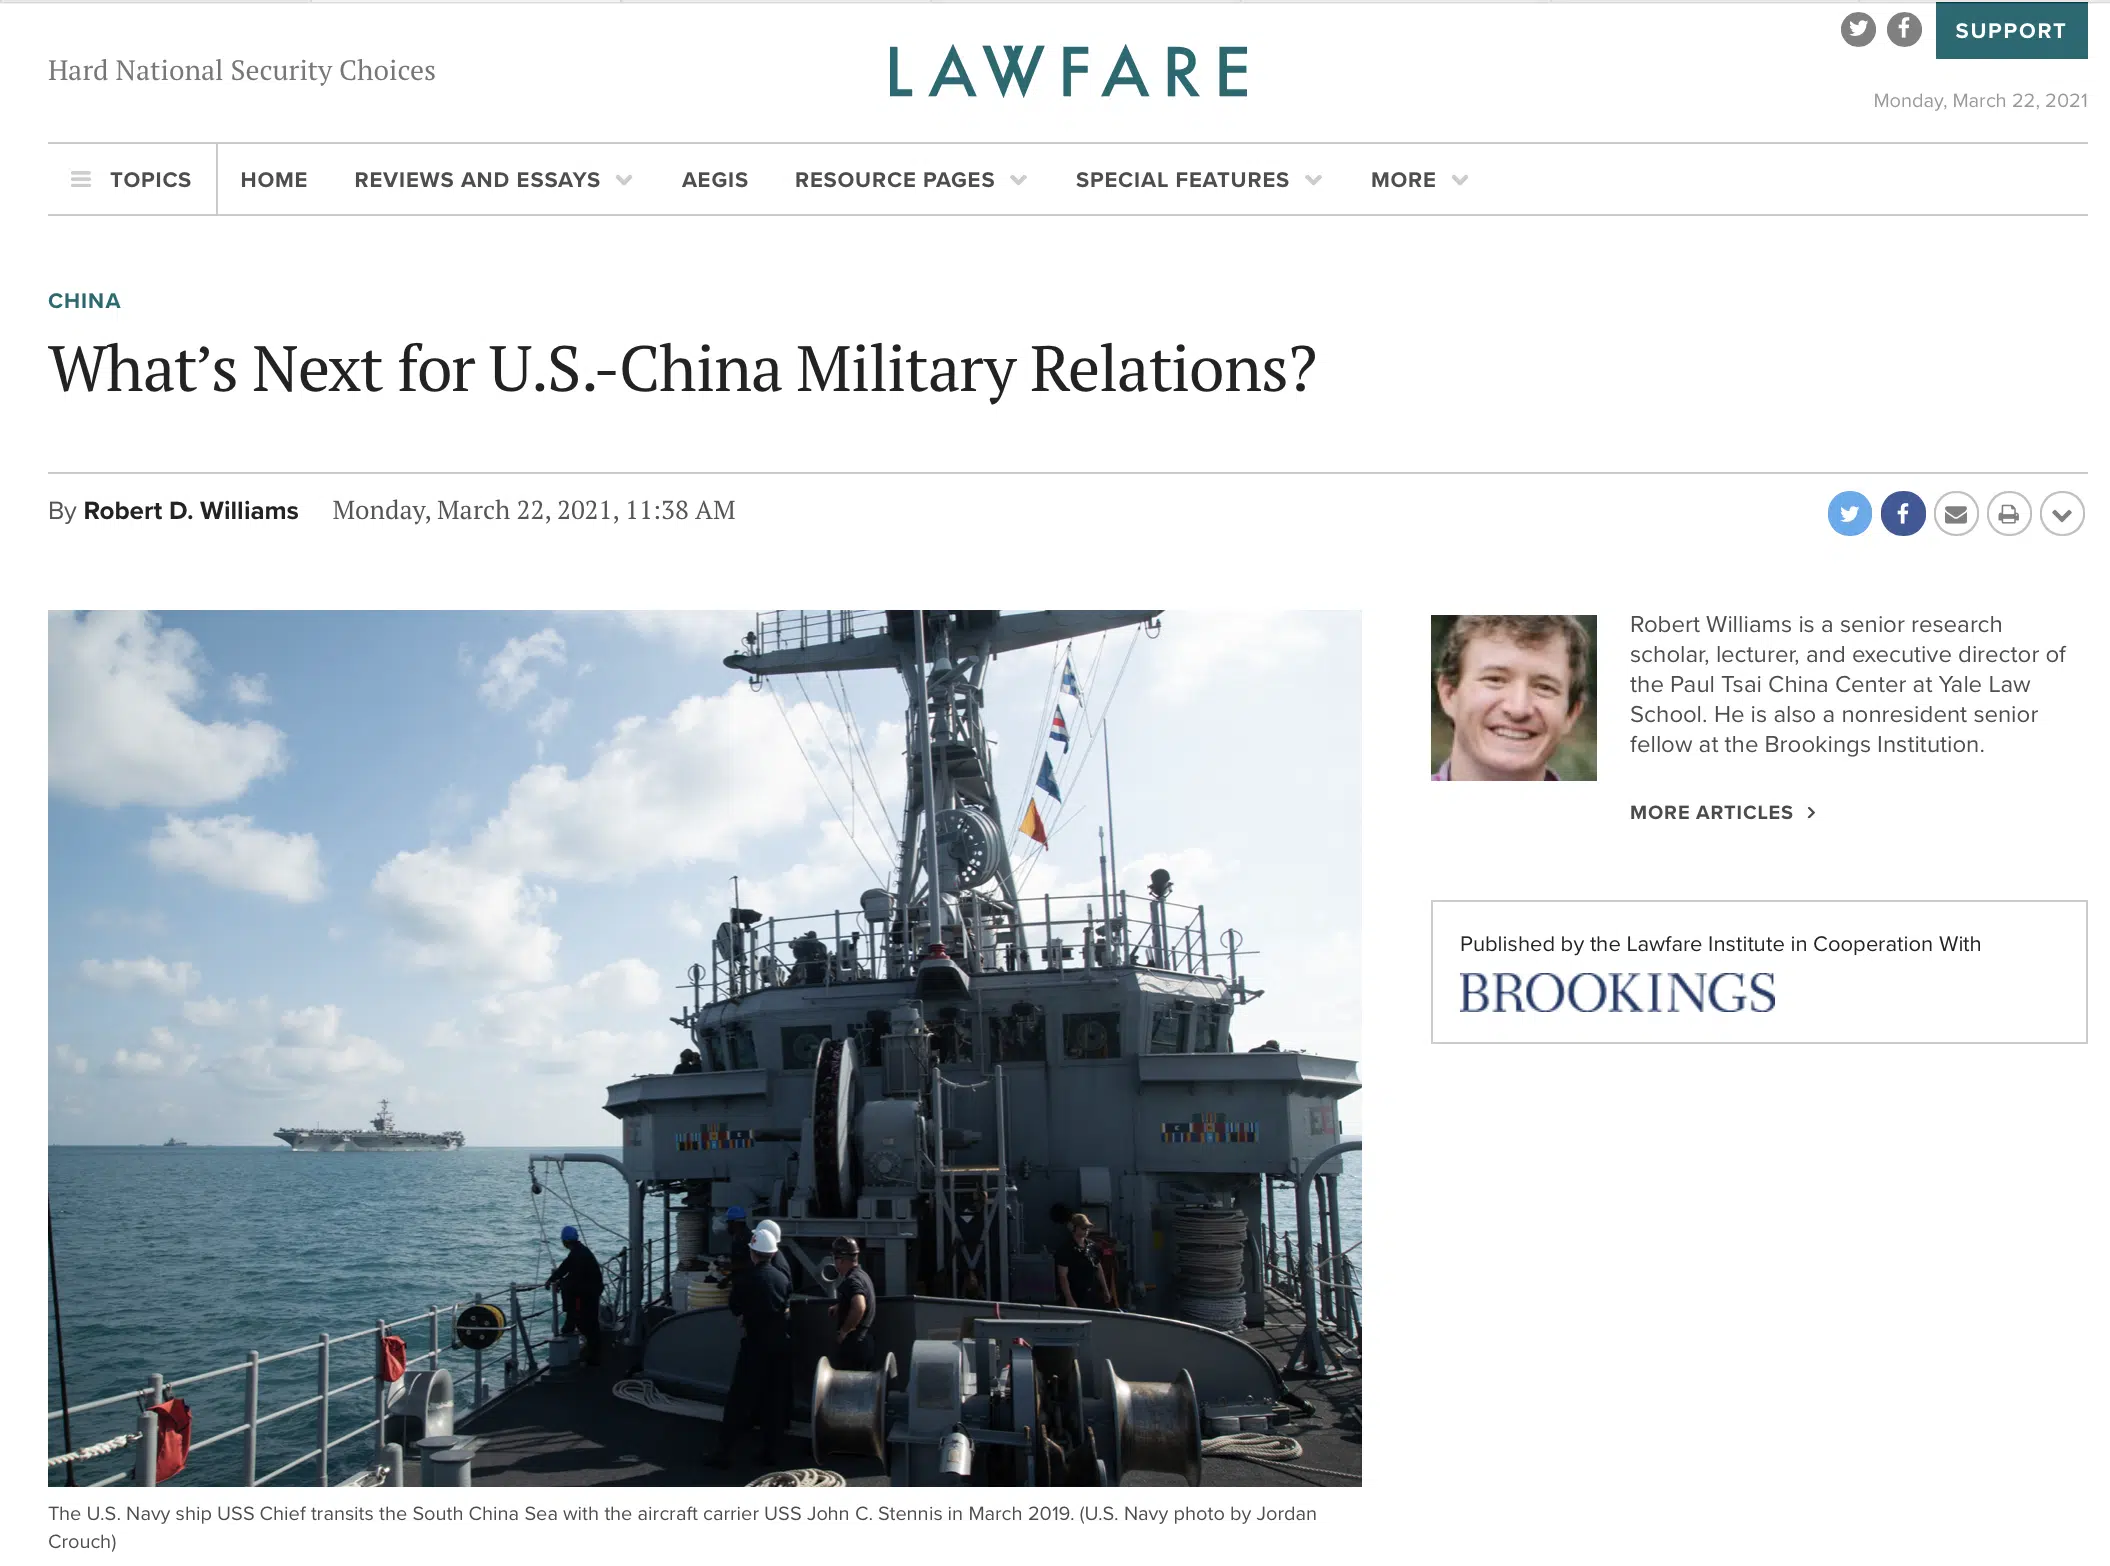 Hard National Security Choices
LAWFARE
SUPPORT
Monday, March 22, 2021
TOPICS
HOME
REVIEWS AND ESSAYS
AEGIS
RESOURCE PAGES
SPECIAL FEATURES
MORE
CHINA
What’s Next for U.S.-China Military Relations?
By Robert D. Williams
Monday, March 22, 2021, 11:38 AM
Robert Williams is a senior research
scholar, lecturer, and executive director of
the Paul Tsai China Center at Yale Law
School. He is also a nonresident senior
fellow at the Brookings Institution.
MORE ARTICLES
Published by the Lawfare Institute in Cooperation With
BROOKINGS
The U.S. Navy ship USS Chief transits the South China Sea with the aircraft carrier USS John C. Stennis in March 2019. (U.S. Navy photo by Jordan
Crouch)